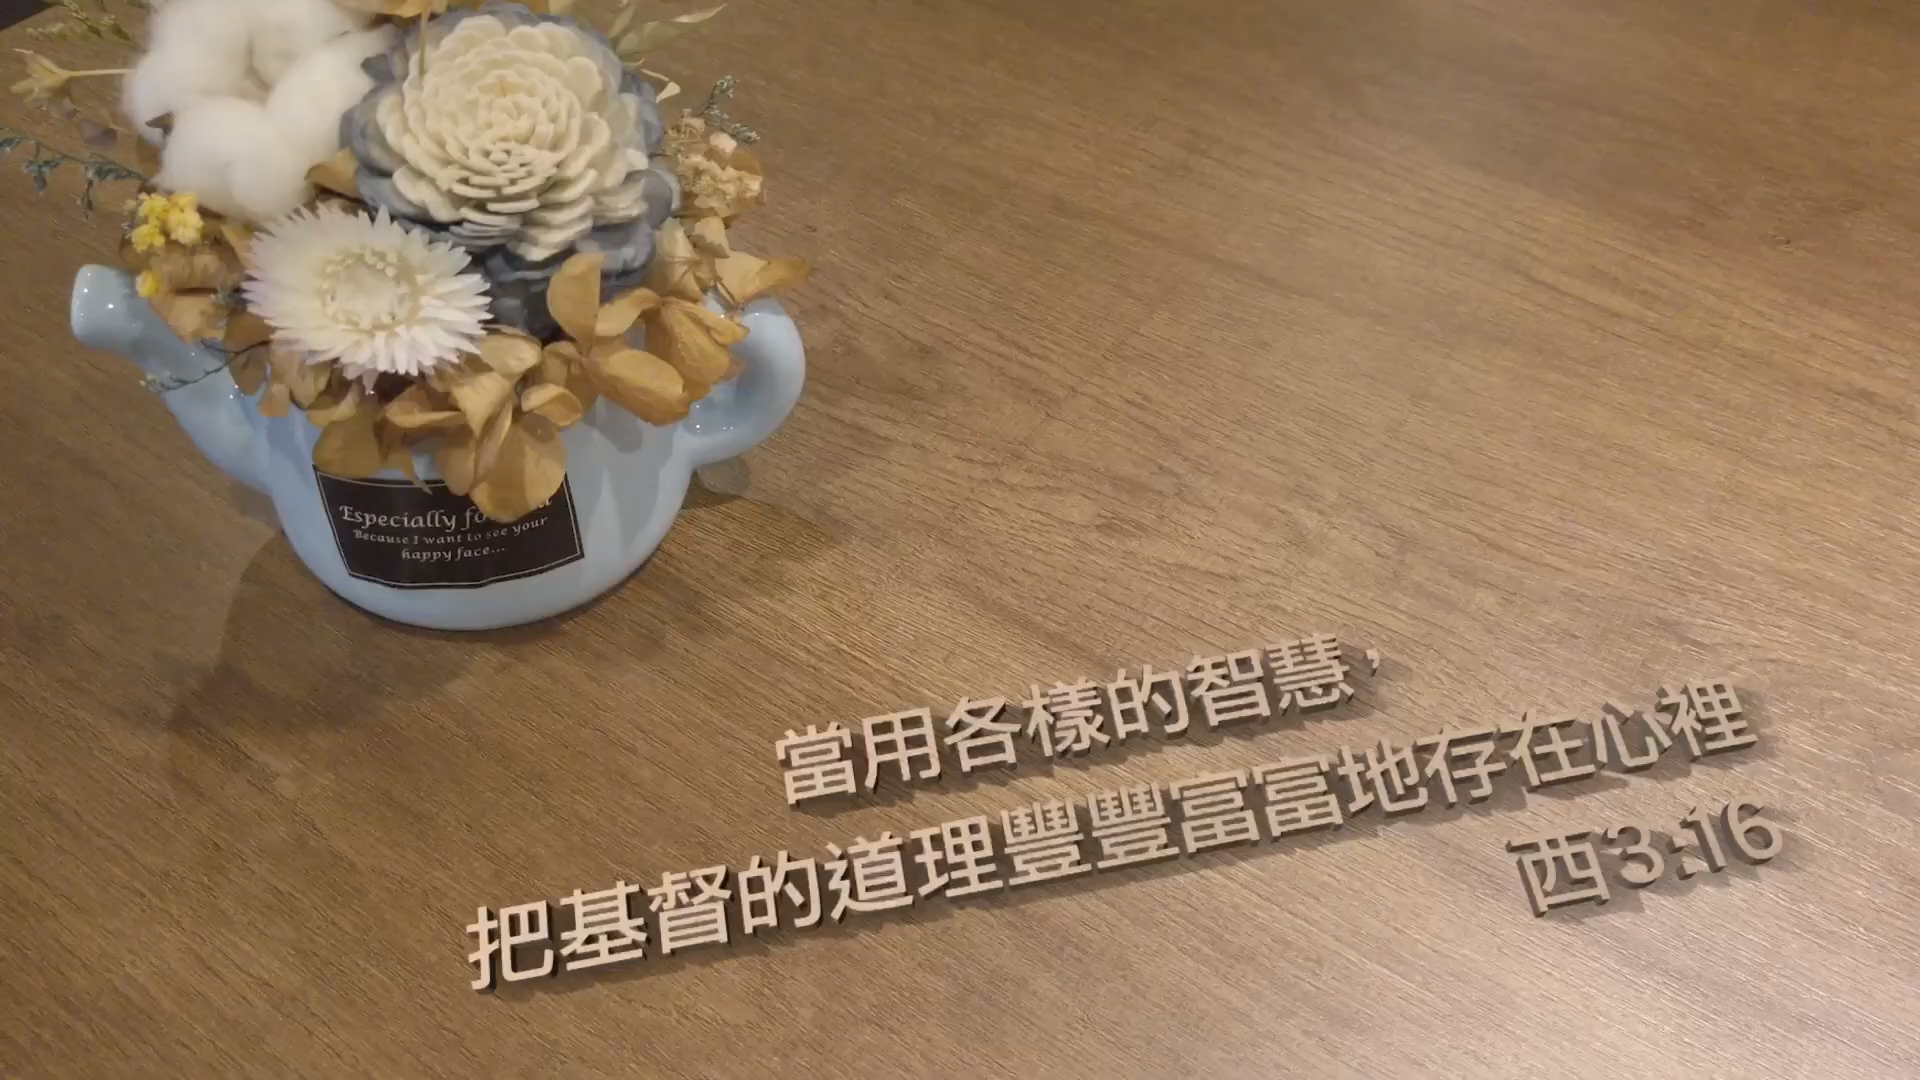 Especially fo
Because I want to see your
happy face...
當用各樣的智慧，
把基督的道理豐豐富富地存在心裡
西3:16